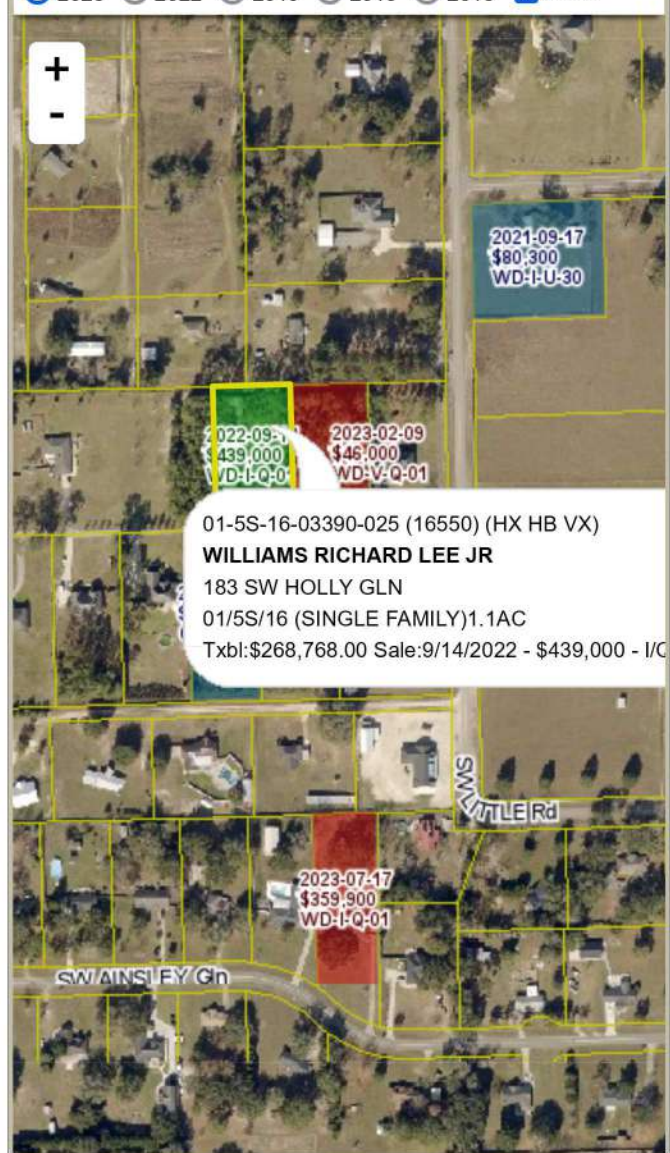 +
-
2021-09-17
$80,300
WD-I-U-30
2022-09-
$439,000
WD-I-Q-0
2023-02-09
$46,000
WD-V-Q-01
01-5S-16-03390-025 (16550) (HX HB VX)
WILLIAMS RICHARD LEE JR
183 SW HOLLY GLN
01/5S/16 (SINGLE FAMILY)1.1AC
Txbl:$268,768.00 Sale:9/14/2022 - $439,000 - I/Q
SW LITTLE Rd
2023-07-17
$359,900
WD-I-Q-01
SW AINSLEY Gln